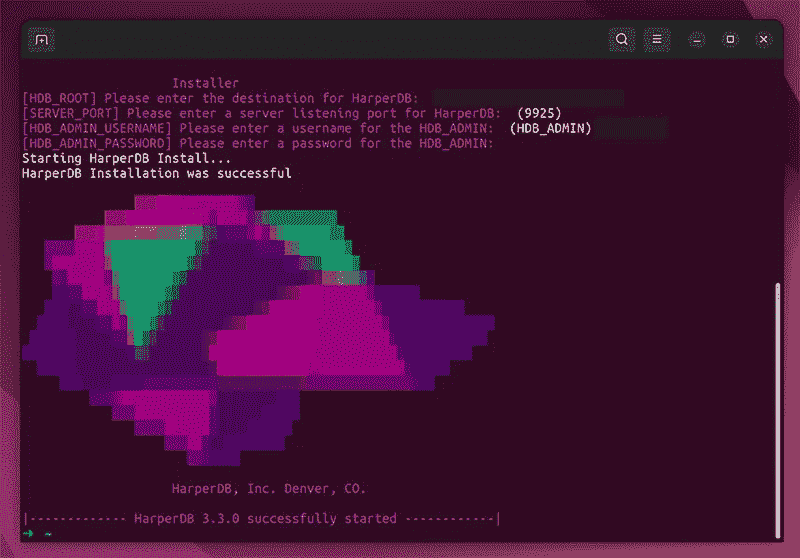 Installer
[HDB_ROOT] Please enter the destination for HarperDB:
[SERVER_PORT] Please enter a server listening port for HarperDB: (9925)
[HDB_ADMIN_USERNAME] Please enter a username for the HDB_ADMIN: (HDB_ADMIN)
[HDB_ADMIN_PASSWORD] Please enter a password for the HDB_ADMIN:
Starting HarperDB Install...
HarperDB Installation was successful
HarperDB, Inc. Denver, CO.
|------------- HarperDB 3.3.0 successfully started ------------|
➜ ~